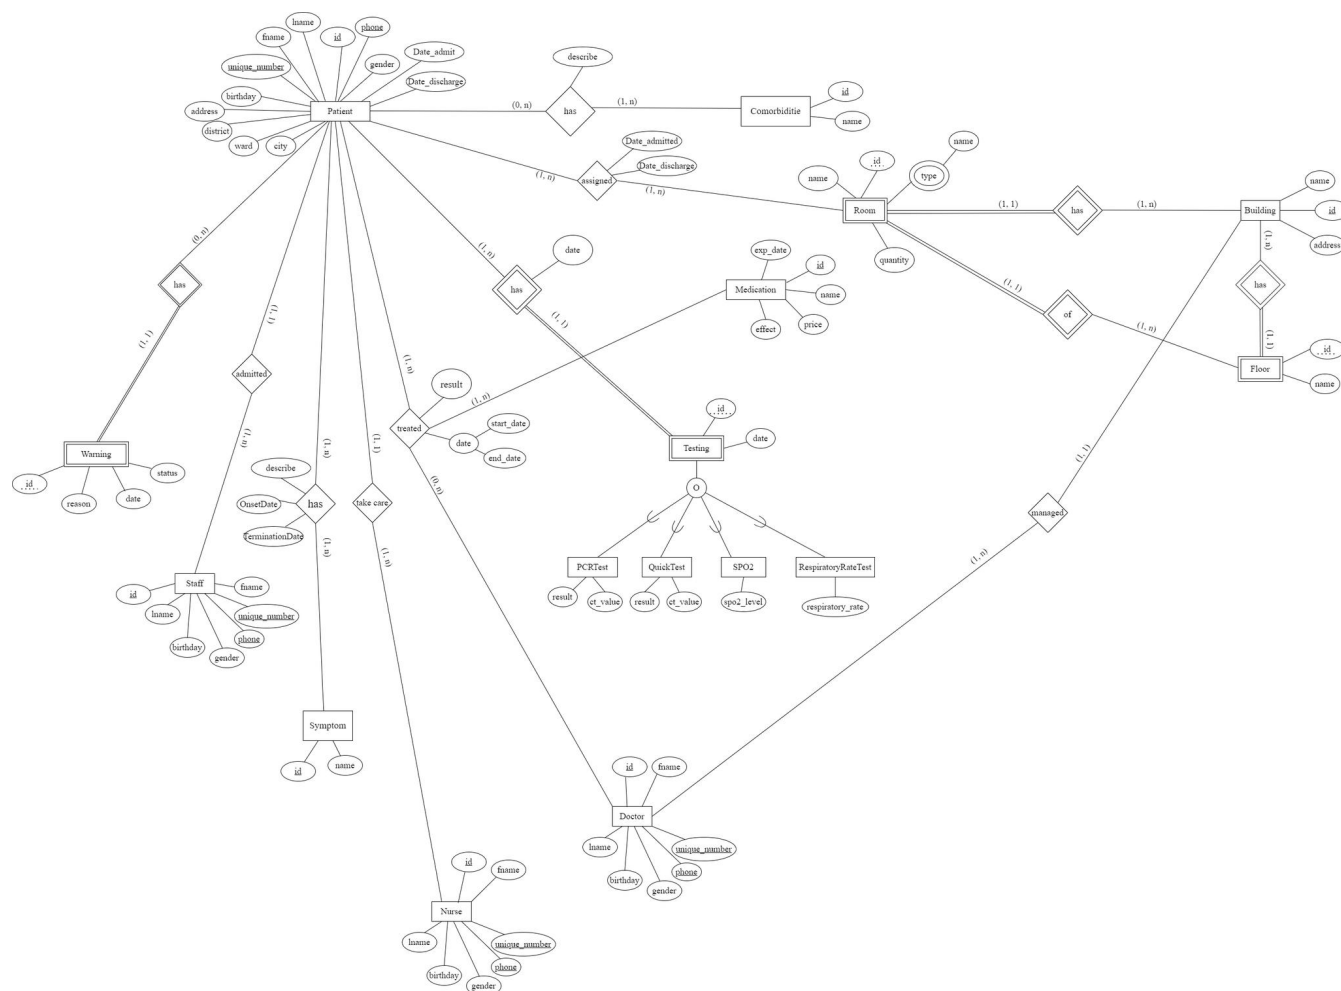 lname
fname
id
phone
unique_number
gender
Date_admit
Date_discharge
birthday
address
district
ward
city
Patient
(0, n)
describe
has
(1, n)
Comorbiditie
id
name
(1, n)
assigned
Date_admitted
Date_discharge
(1, n)
name
id
type
name
Room
quantity
(1, 1)
has
(1, n)
Building
name
id
address
(1, n)
has
(1, 1)
Floor
id
name
(1, 1)
of
(1, n)
(0, n)
has
(1, 1)
Warning
id
reason
date
status
(1, 1)
admitted
(1, n)
Staff
id
lname
birthday
gender
phone
unique_number
fname
(1, n)
describe
OnsetDate
TerminationDate
has
(1, n)
Symptom
id
name
(1, 1)
take care
(1, n)
Nurse
id
fname
lname
birthday
gender
phone
unique_number
(1, n)
treated
result
date
start_date
end_date
(1, n)
Medication
exp_date
id
name
price
effect
(0, n)
Doctor
id
fname
lname
birthday
gender
phone
unique_number
(1, n)
managed
(1, 1)
(1, n)
has
date
(1, 1)
Testing
id
date
O
PCRTest
result
ct_value
QuickTest
result
ct_value
SPO2
spo2_level
RespiratoryRateTest
respiratory_rate